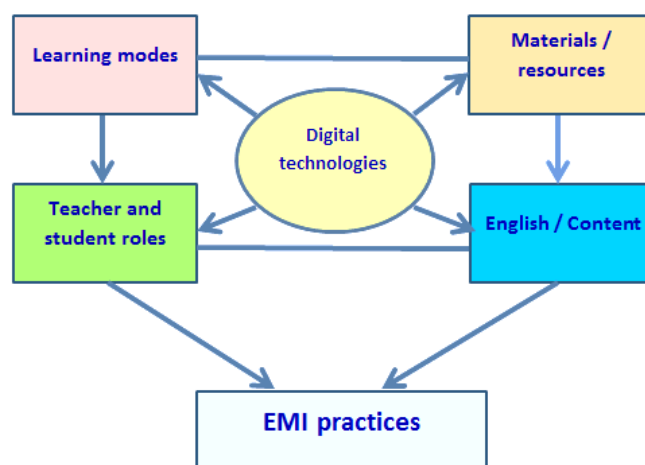 Learning modes
Materials /
resources
Digital
technologies
Teacher and
student roles
English / Content
EMI practices